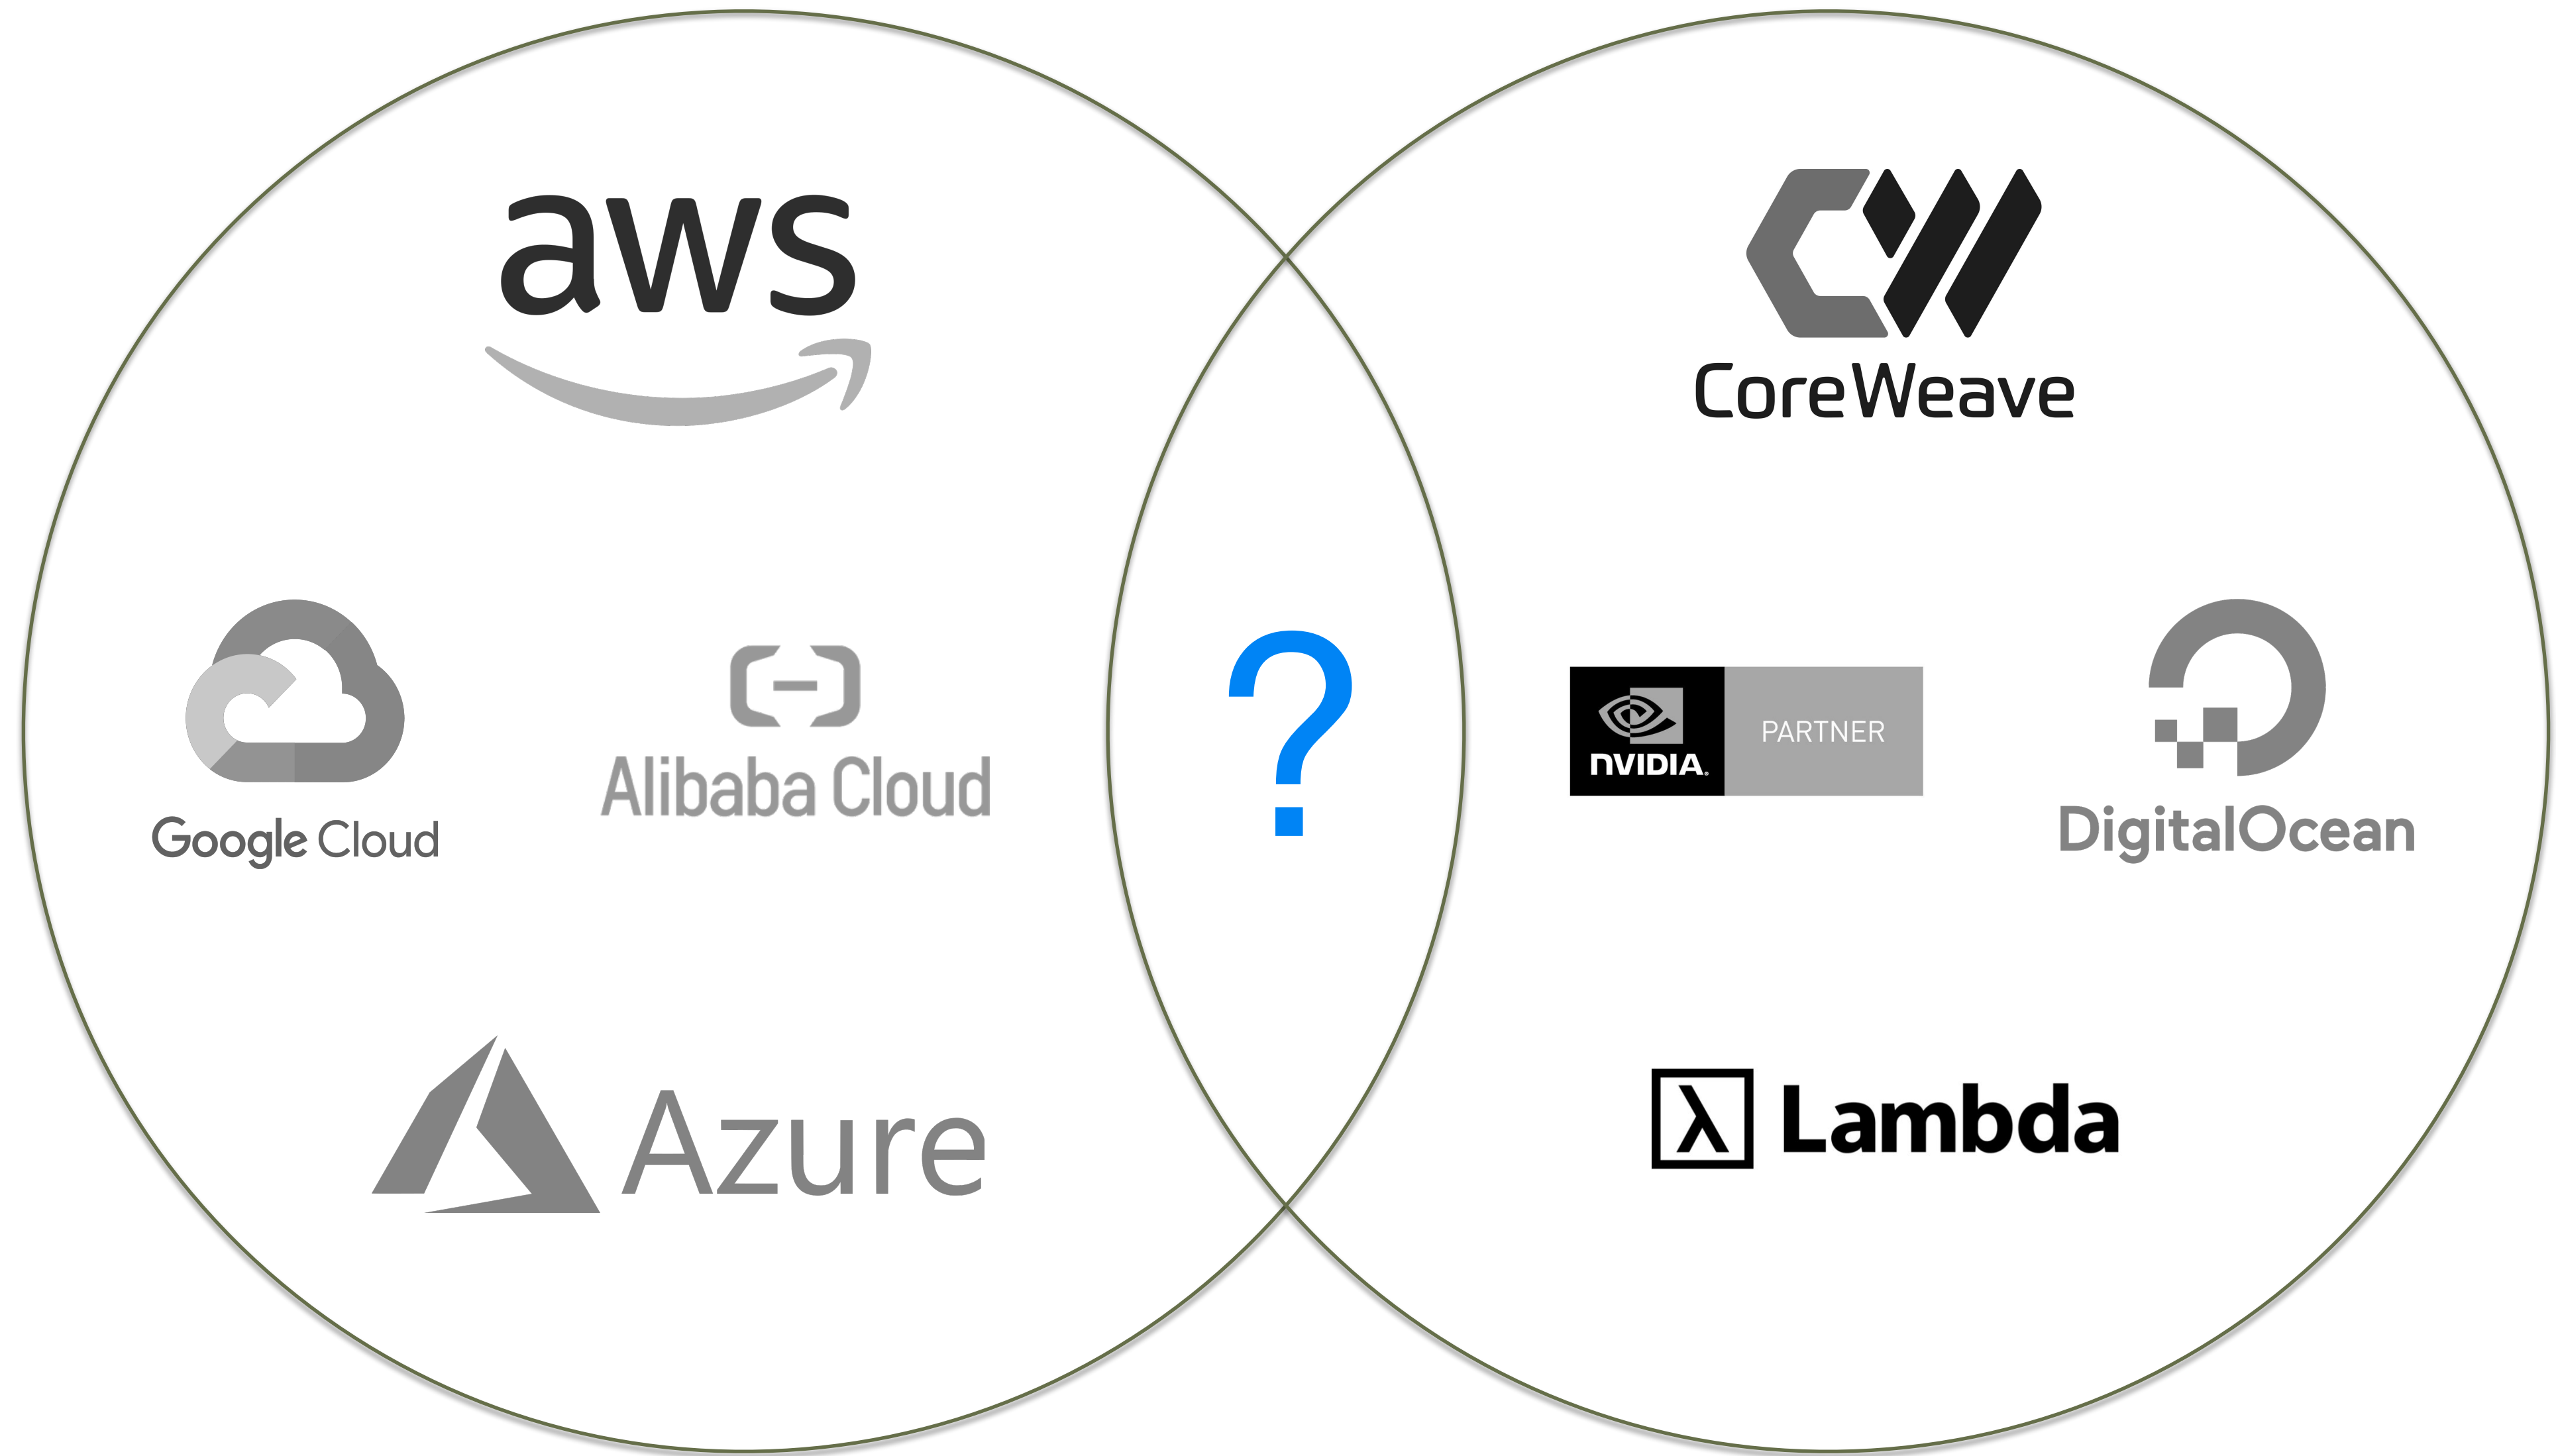 aws
CoreWeave
Google Cloud
Alibaba Cloud
?
NVIDIA.
PARTNER
DigitalOcean
Azure
λ Lambda